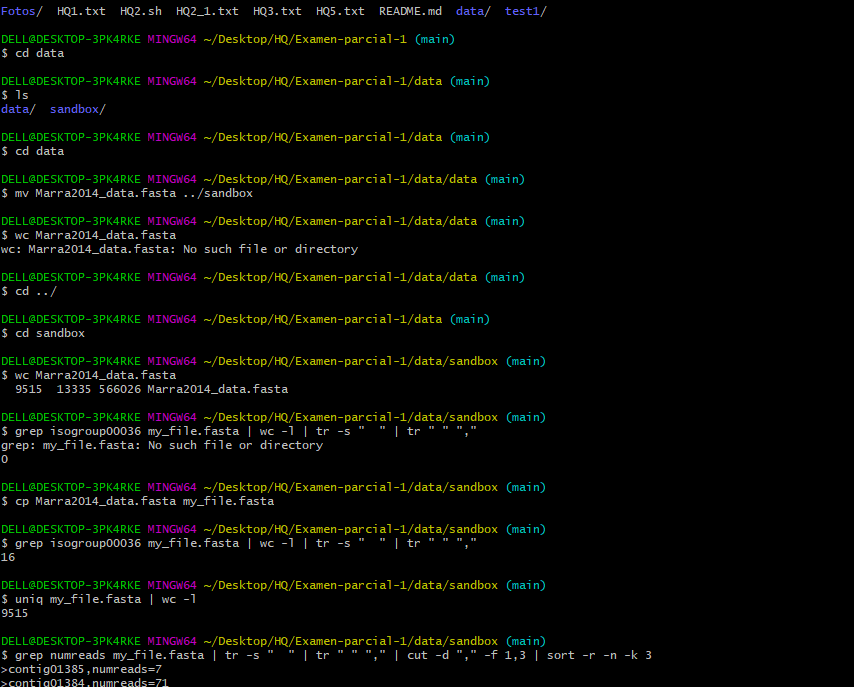 Fotos/  HQ1.txt  HQ2.sh  HQ2_1.txt  HQ3.txt  HQ5.txt  README.md  data/  test1/
DELL@DESKTOP-3PK4RKE MINGW64 ~/Desktop/HQ/Examen-parcial-1 (main)
$ cd data
DELL@DESKTOP-3PK4RKE MINGW64 ~/Desktop/HQ/Examen-parcial-1/data (main)
$ ls
data/  sandbox/
DELL@DESKTOP-3PK4RKE MINGW64 ~/Desktop/HQ/Examen-parcial-1/data (main)
$ cd data
DELL@DESKTOP-3PK4RKE MINGW64 ~/Desktop/HQ/Examen-parcial-1/data/data (main)
$ mv Marra2014_data.fasta ../sandbox
DELL@DESKTOP-3PK4RKE MINGW64 ~/Desktop/HQ/Examen-parcial-1/data/data (main)
$ wc Marra2014_data.fasta
wc: Marra2014_data.fasta: No such file or directory
DELL@DESKTOP-3PK4RKE MINGW64 ~/Desktop/HQ/Examen-parcial-1/data/data (main)
$ cd ../
DELL@DESKTOP-3PK4RKE MINGW64 ~/Desktop/HQ/Examen-parcial-1/data (main)
$ cd sandbox
DELL@DESKTOP-3PK4RKE MINGW64 ~/Desktop/HQ/Examen-parcial-1/data/sandbox (main)
$ wc Marra2014_data.fasta
  9515  13335 566026 Marra2014_data.fasta
DELL@DESKTOP-3PK4RKE MINGW64 ~/Desktop/HQ/Examen-parcial-1/data/sandbox (main)
$ grep isogroup00036 my_file.fasta | wc -l | tr -s "  " | tr " " ","
grep: my_file.fasta: No such file or directory
0
DELL@DESKTOP-3PK4RKE MINGW64 ~/Desktop/HQ/Examen-parcial-1/data/sandbox (main)
$ cp Marra2014_data.fasta my_file.fasta
DELL@DESKTOP-3PK4RKE MINGW64 ~/Desktop/HQ/Examen-parcial-1/data/sandbox (main)
$ grep isogroup00036 my_file.fasta | wc -l | tr -s "  " | tr " " ","
16
DELL@DESKTOP-3PK4RKE MINGW64 ~/Desktop/HQ/Examen-parcial-1/data/sandbox (main)
$ uniq my_file.fasta | wc -l
9515
DELL@DESKTOP-3PK4RKE MINGW64 ~/Desktop/HQ/Examen-parcial-1/data/sandbox (main)
$ grep numreads my_file.fasta | tr -s "  " | tr " " "," | cut -d "," -f 1,3 | sort -r -n -k 3
>contig01385,numreads=7
>contig01384,numreads=71